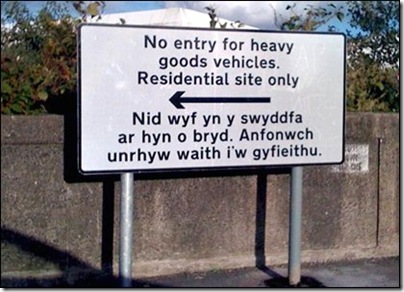 No entry for heavy
goods vehicles.
Residential site only
Nid wyf yn y swyddfa
ar hyn o bryd. Anfonwch
unrhyw waith i'w gyfieithu.